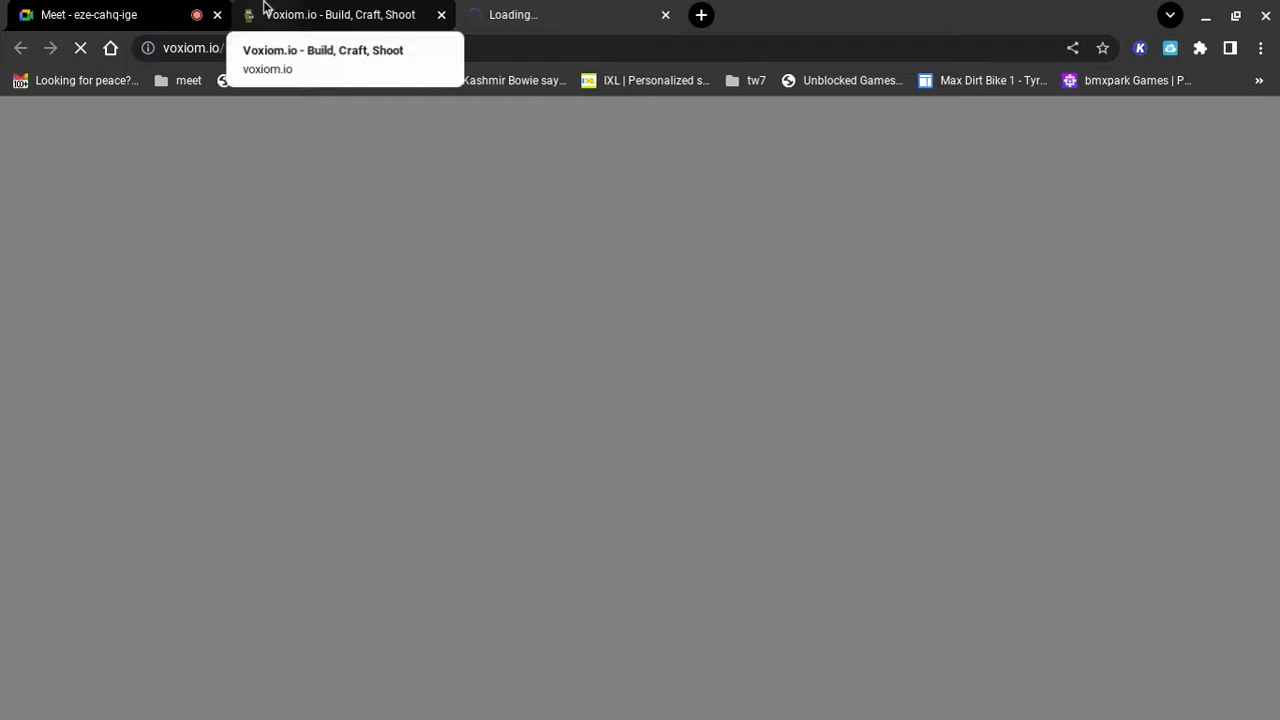 Meet - eze-cahq-ige
Voxiom.io - Build, Craft, Shoot
Loading...
voxiom.io/
Voxiom.io - Build, Craft, Shoot
voxiom.io
100+
Looking for peace?...
meet
Kashmir Bowie say...
IXL | Personalized s...
tw7
Unblocked Games...
Max Dirt Bike 1 - Tyr...
bmxpark Games | P...
»